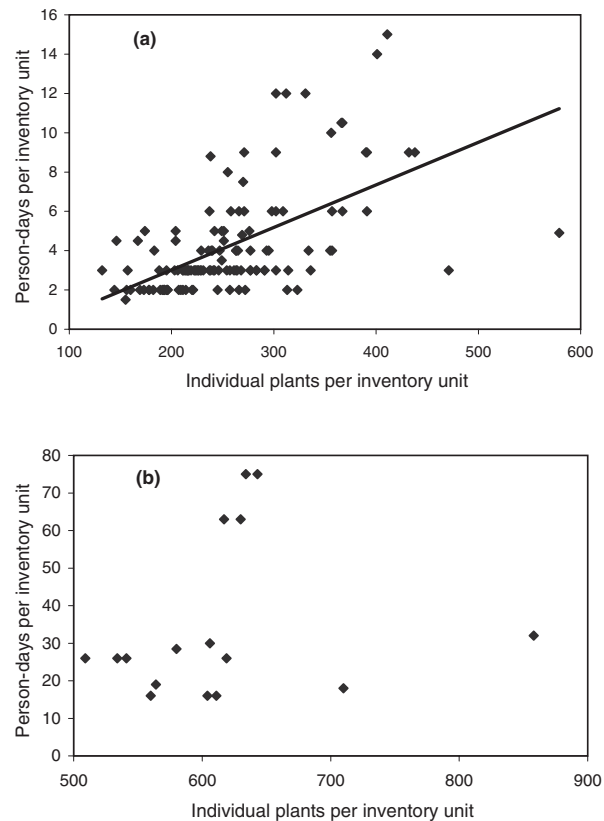 (a)
Person-days per inventory unit
16
14
12
10
8
6
4
2
0
100 200 300 400 500 600
Individual plants per inventory unit
(b)
Person-days per inventory unit
80
70
60
50
40
30
20
10
0
500 600 700 800 900
Individual plants per inventory unit